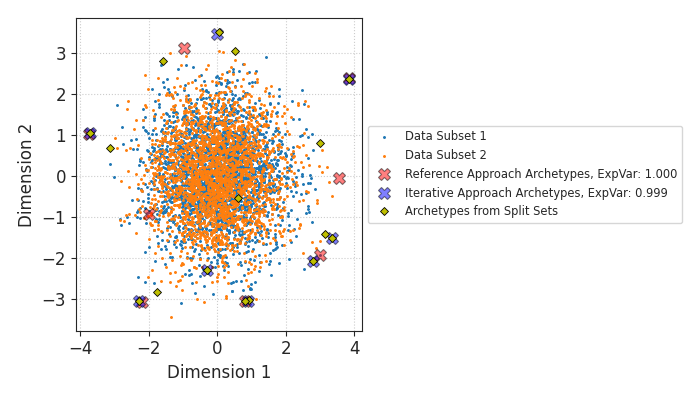 3
2
1
0
−1
−2
−3
Dimension 2
−4
−2
0
2
4
Dimension 1
Data Subset 1
Data Subset 2
Reference Approach Archetypes, ExpVar: 1.000
Iterative Approach Archetypes, ExpVar: 0.999
Archetypes from Split Sets